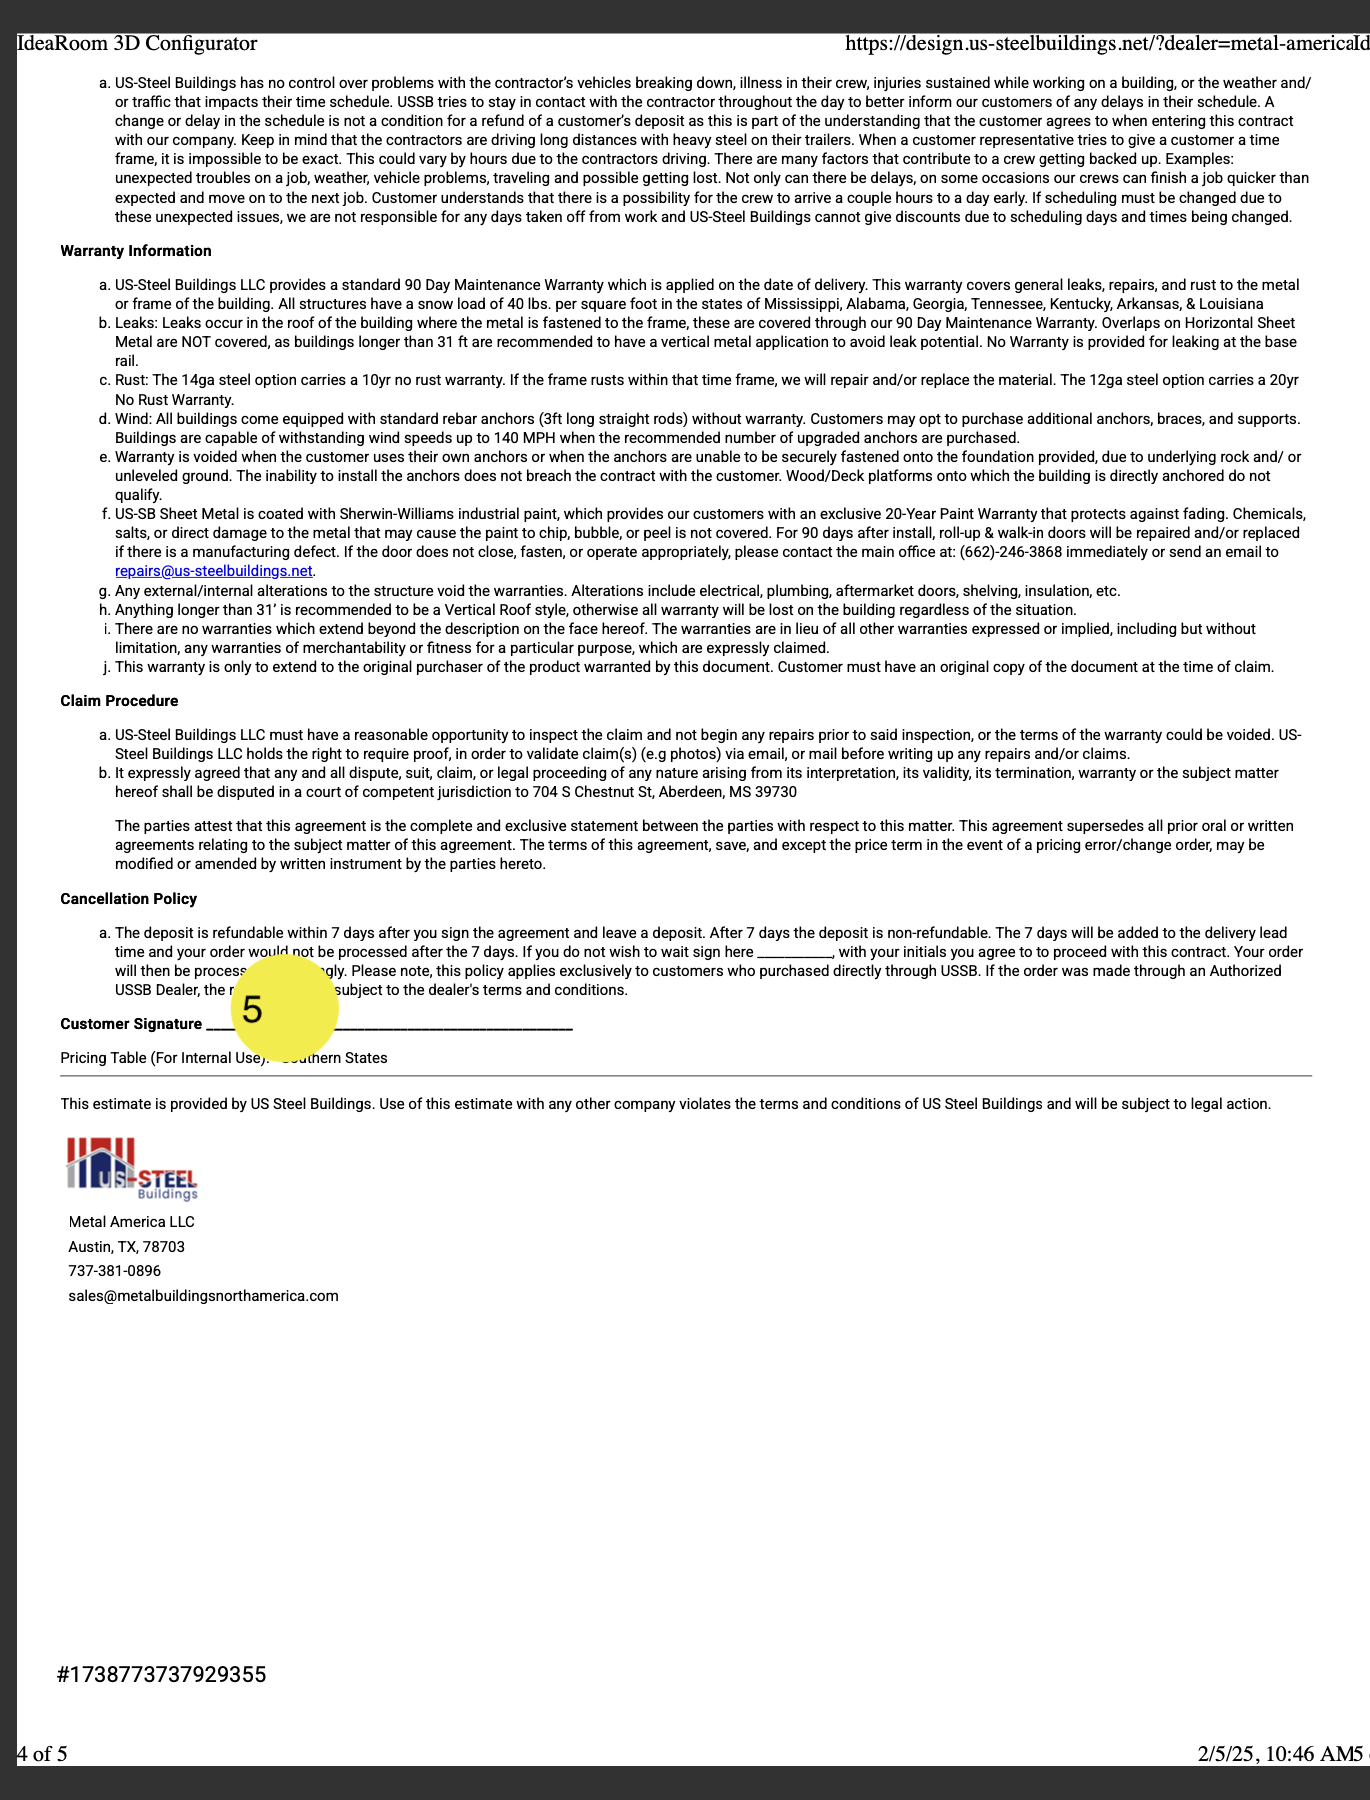 IdeaRoom 3D Configurator
https://design.us-steelbuildings.net/?dealer=metal-americaId
a. US-Steel Buildings has no control over problems with the contractor’s vehicles breaking down, illness in their crew, injuries sustained while working on a building, or the weather and/
or traffic that impacts their time schedule. USSB tries to stay in contact with the contractor throughout the day to better inform our customers of any delays in their schedule. A
change or delay in the schedule is not a condition for a refund of a customer’s deposit as this is part of the understanding that the customer agrees to when entering this contract
with our company. Keep in mind that the contractors are driving long distances with heavy steel on their trailers. When a customer representative tries to give a customer a time
frame, it is impossible to be exact. This could vary by hours due to the contractors driving. There are many factors that contribute to a crew getting backed up. Examples:
unexpected troubles on a job, weather, vehicle problems, traveling and possible getting lost. Not only can there be delays, on some occasions our crews can finish a job quicker than
expected and move on to the next job. Customer understands that there is a possibility for the crew to arrive a couple hours to a day early. If scheduling must be changed due to
these unexpected issues, we are not responsible for any days taken off from work and US-Steel Buildings cannot give discounts due to scheduling days and times being changed.
Warranty Information
a. US-Steel Buildings LLC provides a standard 90 Day Maintenance Warranty which is applied on the date of delivery. This warranty covers general leaks, repairs, and rust to the metal
or frame of the building. All structures have a snow load of 40 lbs. per square foot in the states of Mississippi, Alabama, Georgia, Tennessee, Kentucky, Arkansas, & Louisiana
b. Leaks: Leaks occur in the roof of the building where the metal is fastened to the frame, these are covered through our 90 Day Maintenance Warranty. Overlaps on Horizontal Sheet
Metal are NOT covered, as buildings longer than 31 ft are recommended to have a vertical metal application to avoid leak potential. No Warranty is provided for leaking at the base
rail.
c. Rust: The 14ga steel option carries a 10yr no rust warranty. If the frame rusts within that time frame, we will repair and/or replace the material. The 12ga steel option carries a 20yr
No Rust Warranty.
d. Wind: All buildings come equipped with standard rebar anchors (3ft long straight rods) without warranty. Customers may opt to purchase additional anchors, braces, and supports.
Buildings are capable of withstanding wind speeds up to 140 MPH when the recommended number of upgraded anchors are purchased.
e. Warranty is voided when the customer uses their own anchors or when the anchors are unable to be securely fastened onto the foundation provided, due to underlying rock and/ or
unleveled ground. The inability to install the anchors does not breach the contract with the customer. Wood/Deck platforms onto which the building is directly anchored do not
qualify.
f. US-SB Sheet Metal is coated with Sherwin-Williams industrial paint, which provides our customers with an exclusive 20-Year Paint Warranty that protects against fading. Chemicals,
salts, or direct damage to the metal that may cause the paint to chip, bubble, or peel is not covered. For 90 days after install, roll-up & walk-in doors will be repaired and/or replaced
if there is a manufacturing defect. If the door does not close, fasten, or operate appropriately, please contact the main office at: (662)-246-3868 immediately or send an email to
repairs@us-steelbuildings.net.
g. Any external/internal alterations to the structure void the warranties. Alterations include electrical, plumbing, aftermarket doors, shelving, insulation, etc.
h. Anything longer than 31’ is recommended to be a Vertical Roof style, otherwise all warranty will be lost on the building regardless of the situation.
i. There are no warranties which extend beyond the description on the face hereof. The warranties are in lieu of all other warranties expressed or implied, including but without
limitation, any warranties of merchantability or fitness for a particular purpose, which are expressly claimed.
j. This warranty is only to extend to the original purchaser of the product warranted by this document. Customer must have an original copy of the document at the time of claim.
Claim Procedure
a. US-Steel Buildings LLC must have a reasonable opportunity to inspect the claim and not begin any repairs prior to said inspection, or the terms of the warranty could be voided. US-
Steel Buildings LLC holds the right to require proof, in order to validate claim(s) (e.g photos) via email, or mail before writing up any repairs and/or claims.
b. It expressly agreed that any and all dispute, suit, claim, or legal proceeding of any nature arising from its interpretation, its validity, its termination, warranty or the subject matter
hereof shall be disputed in a court of competent jurisdiction to 704 S Chestnut St, Aberdeen, MS 39730
The parties attest that this agreement is the complete and exclusive statement between the parties with respect to this matter. This agreement supersedes all prior oral or written
agreements relating to the subject matter of this agreement. The terms of this agreement, save, and except the price term in the event of a pricing error/change order, may be
modified or amended by written instrument by the parties hereto.
Cancellation Policy
a. The deposit is refundable within 7 days after you sign the agreement and leave a deposit. After 7 days the deposit is non-refundable. The 7 days will be added to the delivery lead
time and your order would not be processed after the 7 days. If you do not wish to wait sign here __________, with your initials you agree to to proceed with this contract. Your order
will then be process gly. Please note, this policy applies exclusively to customers who purchased directly through USSB. If the order was made through an Authorized
USSB Dealer, the subject to the dealer's terms and conditions.
5
Customer Signature ______________________________
Pricing Table (For Internal Use): Southern States
This estimate is provided by US Steel Buildings. Use of this estimate with any other company violates the terms and conditions of US Steel Buildings and will be subject to legal action.
US-STEEL
Buildings
Metal America LLC
Austin, TX, 78703
737-381-0896
sales@metalbuildingsnorthamerica.com
#1738773737929355
4 of 5
2/5/25, 10:46 AM5